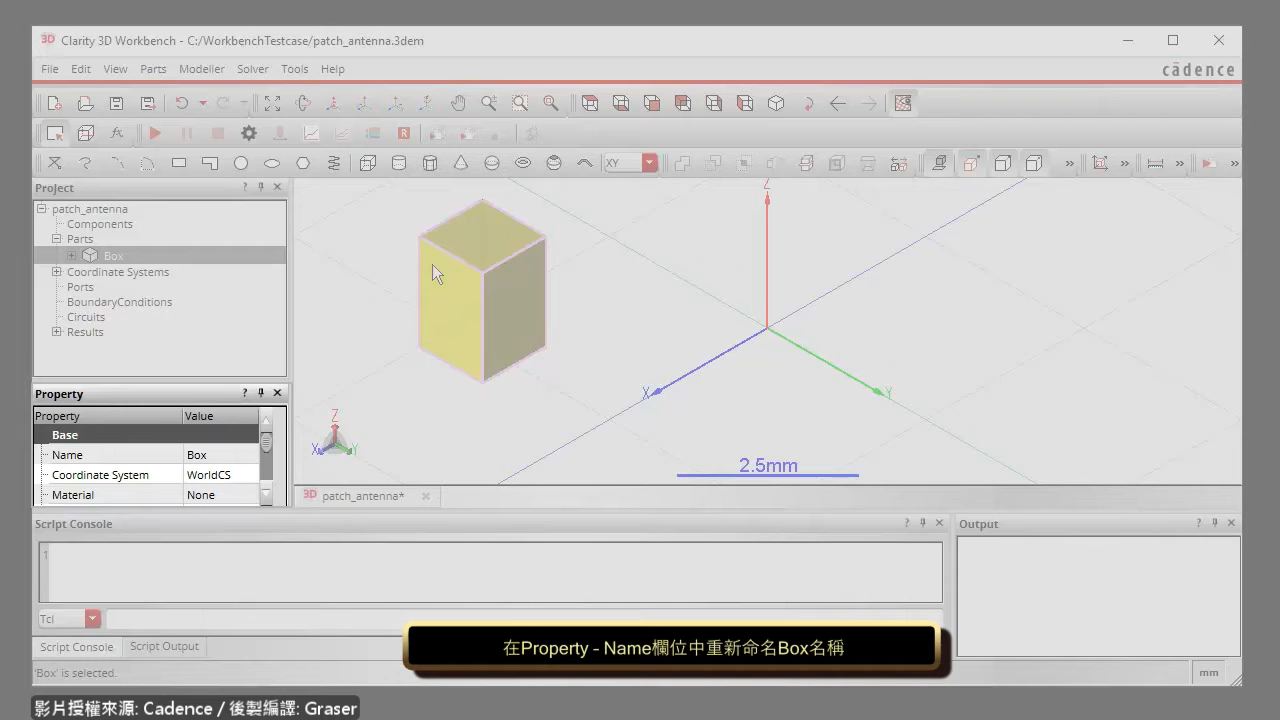 3D Clarity 3D Workbench - C:/WorkbenchTestcase/patch_antenna.3dem
File Edit View Parts Modeller Solver Tools Help
cādence
R
XY
Project
patch_antenna
Components
Parts
Box
Coordinate Systems
Ports
BoundaryConditions
Circuits
Results
Property
Property Value
Base
Name Box
Coordinate System WorldCS
Material None
Z
X
Y
2.5mm
Z
X
Y
3D patch_antenna*
Script Console
1
Tcl
Script Console Script Output
Output
'Box' is selected.
mm
在Property - Name欄位中重新命名Box名稱
影片授權來源: Cadence / 後製編譯: Graser